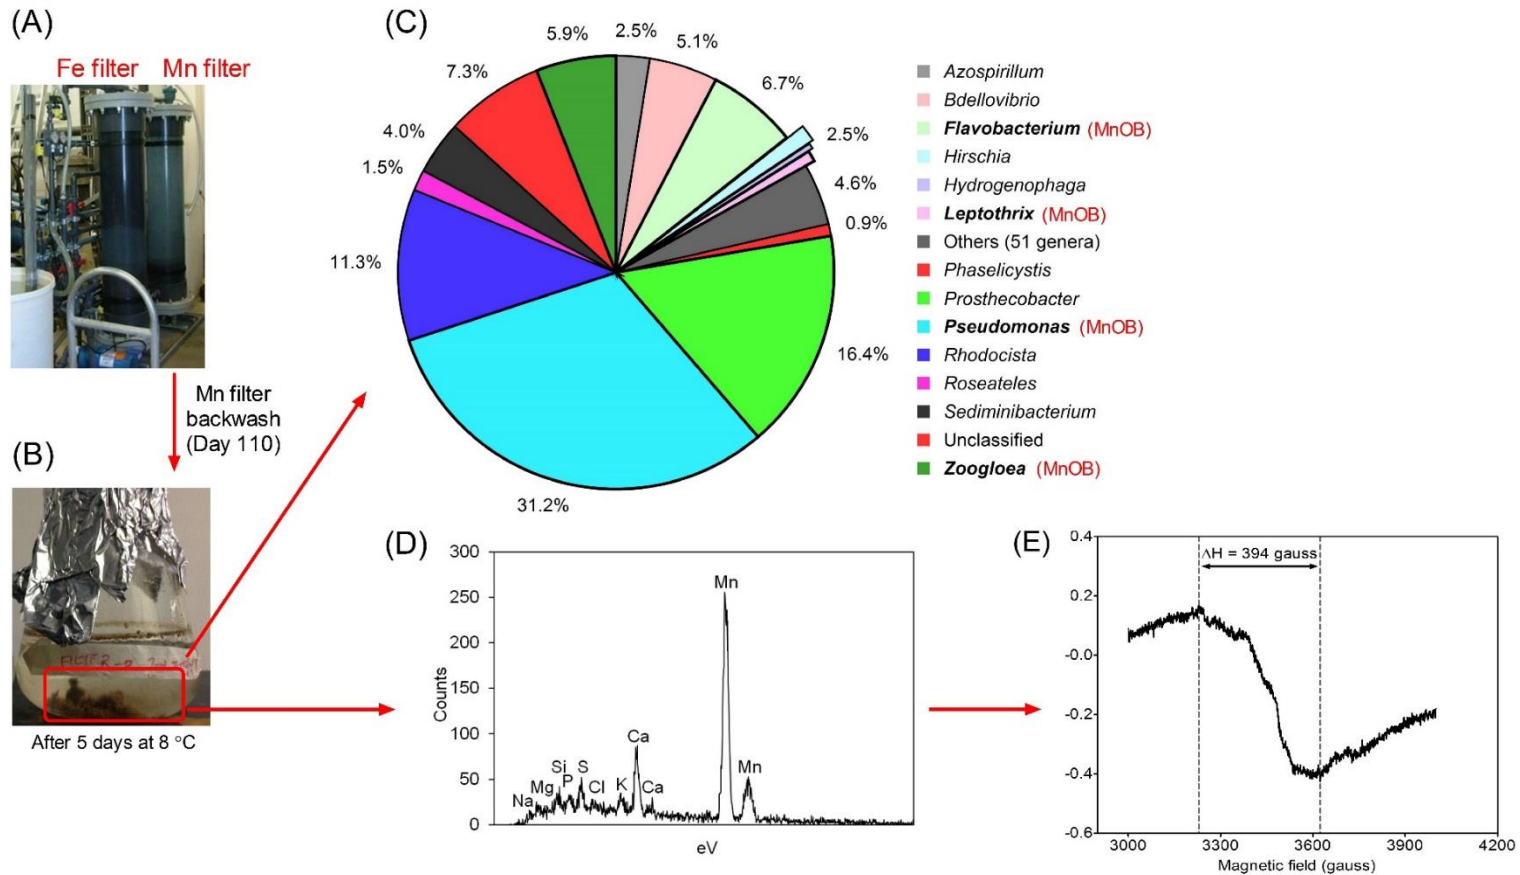 (A)
Fe filter Mn filter
Mn filter
backwash
(Day 110)
(B)
FILTER
After 5 days at 8 °C
(C)
2.5%
5.1%
6.7%
2.5%
4.6%
0.9%
16.4%
31.2%
11.3%
1.5%
4.0%
7.3%
5.9%
Azospirillum
Bdellovibrio
Flavobacterium (MnOB)
Hirschia
Hydrogenophaga
Leptothrix (MnOB)
Others (51 genera)
Phaselicystis
Prosthecobacter
Pseudomonas (MnOB)
Rhodocista
Roseateles
Sediminibacterium
Unclassified
Zoogloea (MnOB)
(D)
300
250
200
150
100
50
0
Counts
Na
Mg
Si
P
S
Cl
K
Ca
Ca
Mn
Mn
eV
(E)
0.4
0.2
-0.0
-0.2
-0.4
-0.6
ΔH = 394 gauss
3000 3300 3600 3900 4200
Magnetic field (gauss)